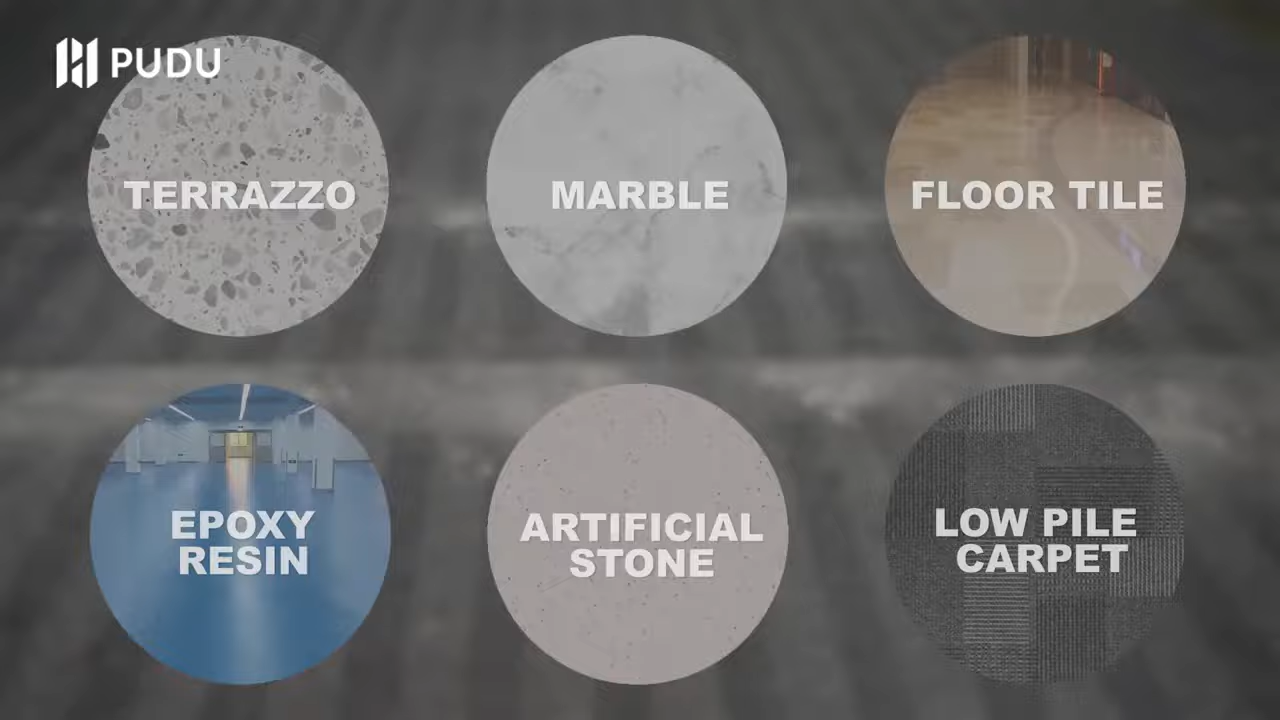 PUDU
TERRAZZO
MARBLE
FLOOR TILE
EPOXY
RESIN
ARTIFICIAL
STONE
LOW PILE
CARPET